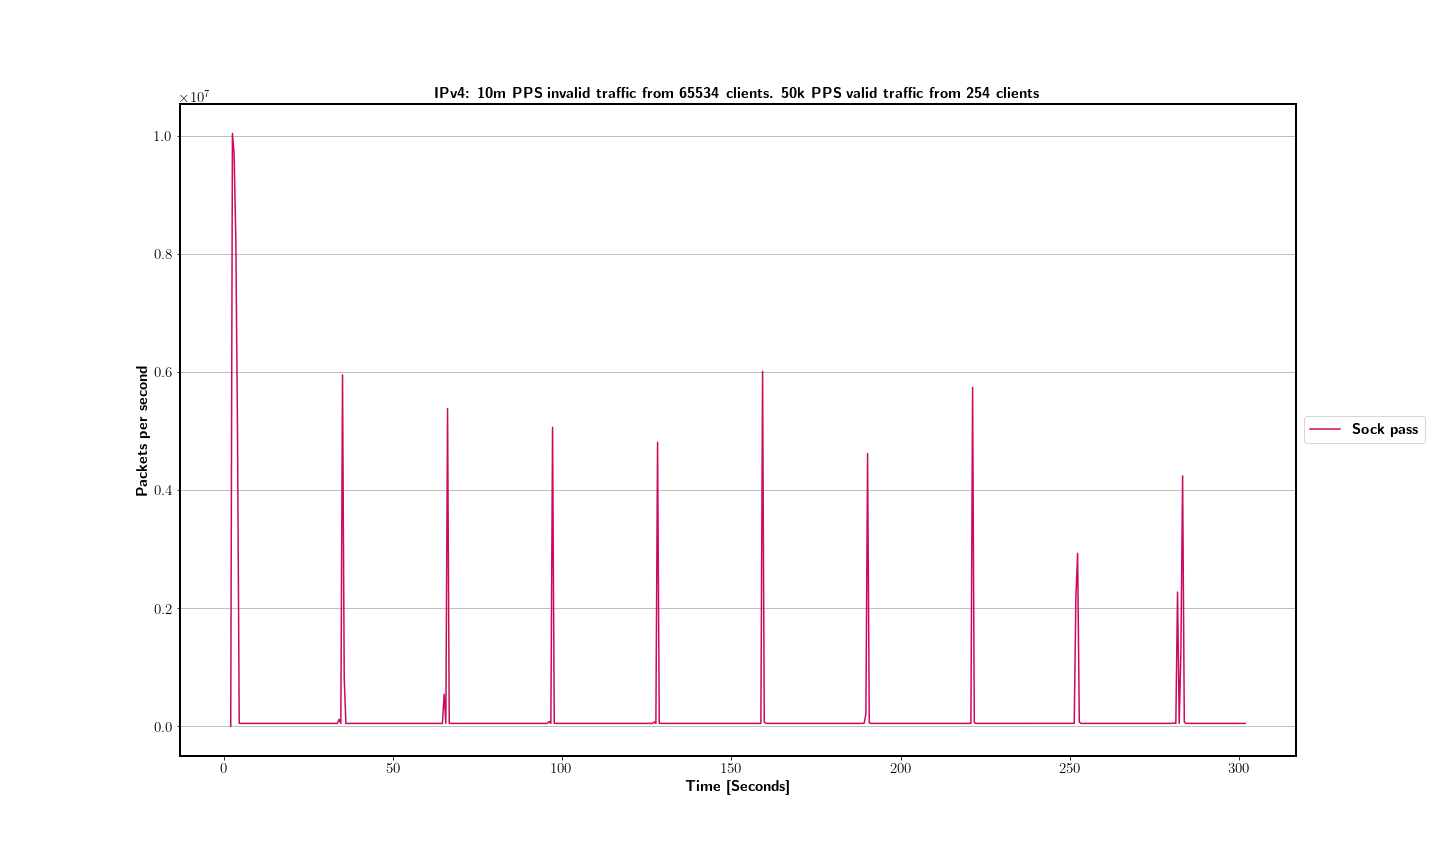 IPv4: 10m PPS invalid traffic from 65534 clients. 50k PPS valid traffic from 254 clients
×10⁷
1.0
0.8
0.6
0.4
0.2
0.0
Packets per second
0 50 100 150 200 250 300
Time [Seconds]
Sock pass